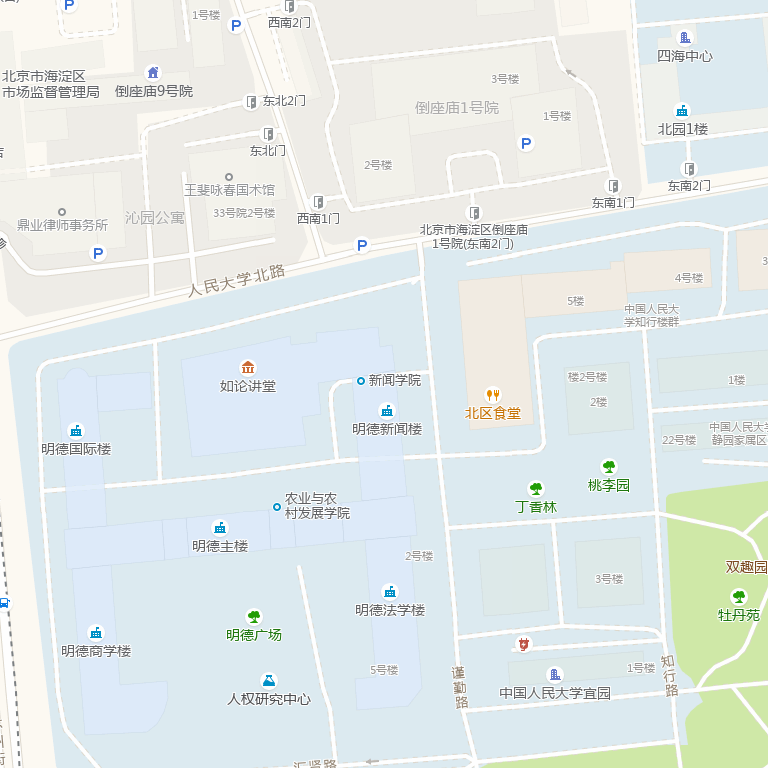 西南2门
1号楼
四海中心
3号楼
北京市海淀区
市场监督管理局
倒座庙9号院
东北2门
倒座庙1号院
1号楼
北园1楼
东北门
2号楼
王斐咏春国术馆
东南2门
东南1门
33号院2号楼
沁园公寓
西南1门
鼎业律师事务所
北京市海淀区倒座庙
1号院(东南2门)
人民大学北路
4号楼
5号楼
中国人民大
学知行楼群
如论讲堂
新闻学院
楼2号楼
1楼
2楼
北区食堂
明德新闻楼
中国人民大学
静园家属区
22号楼
明德国际楼
桃李园
农业与农
村发展学院
丁香林
明德主楼
2号楼
双趣园
3号楼
明德法学楼
牡丹苑
明德广场
明德商学楼
5号楼
1号楼
谨勤路
知行路
人权研究中心
中国人民大学宜园
汇贤路